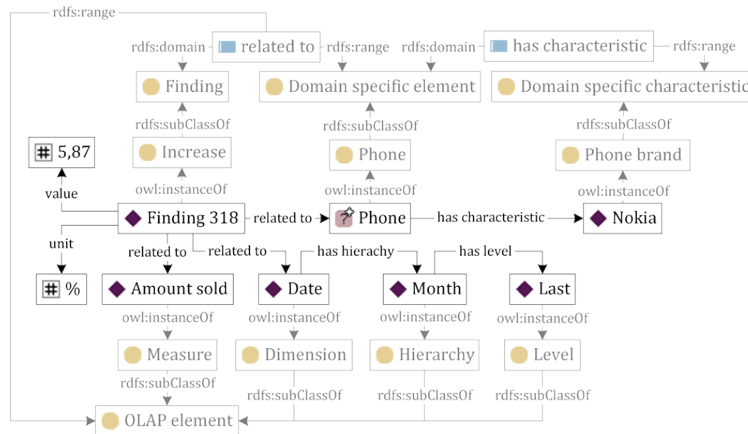 rdfs:range
related to
has characteristic
rdfs:domain
rdfs:range
rdfs:domain
rdfs:range
Finding
Domain specific element
Domain specific characteristic
rdfs:subClassOf
rdfs:subClassOf
rdfs:subClassOf
5,87
Increase
Phone
Phone brand
value
owl:instanceOf
owl:instanceOf
owl:instanceOf
Finding 318
related to
Phone
has characteristic
Nokia
unit
related to
related to
has hierachy
has level
%
Amount sold
Date
Month
Last
owl:instanceOf
owl:instanceOf
owl:instanceOf
owl:instanceOf
Measure
Dimension
Hierarchy
Level
rdfs:subClassOf
rdfs:subClassOf
rdfs:subClassOf
rdfs:subClassOf
OLAP element